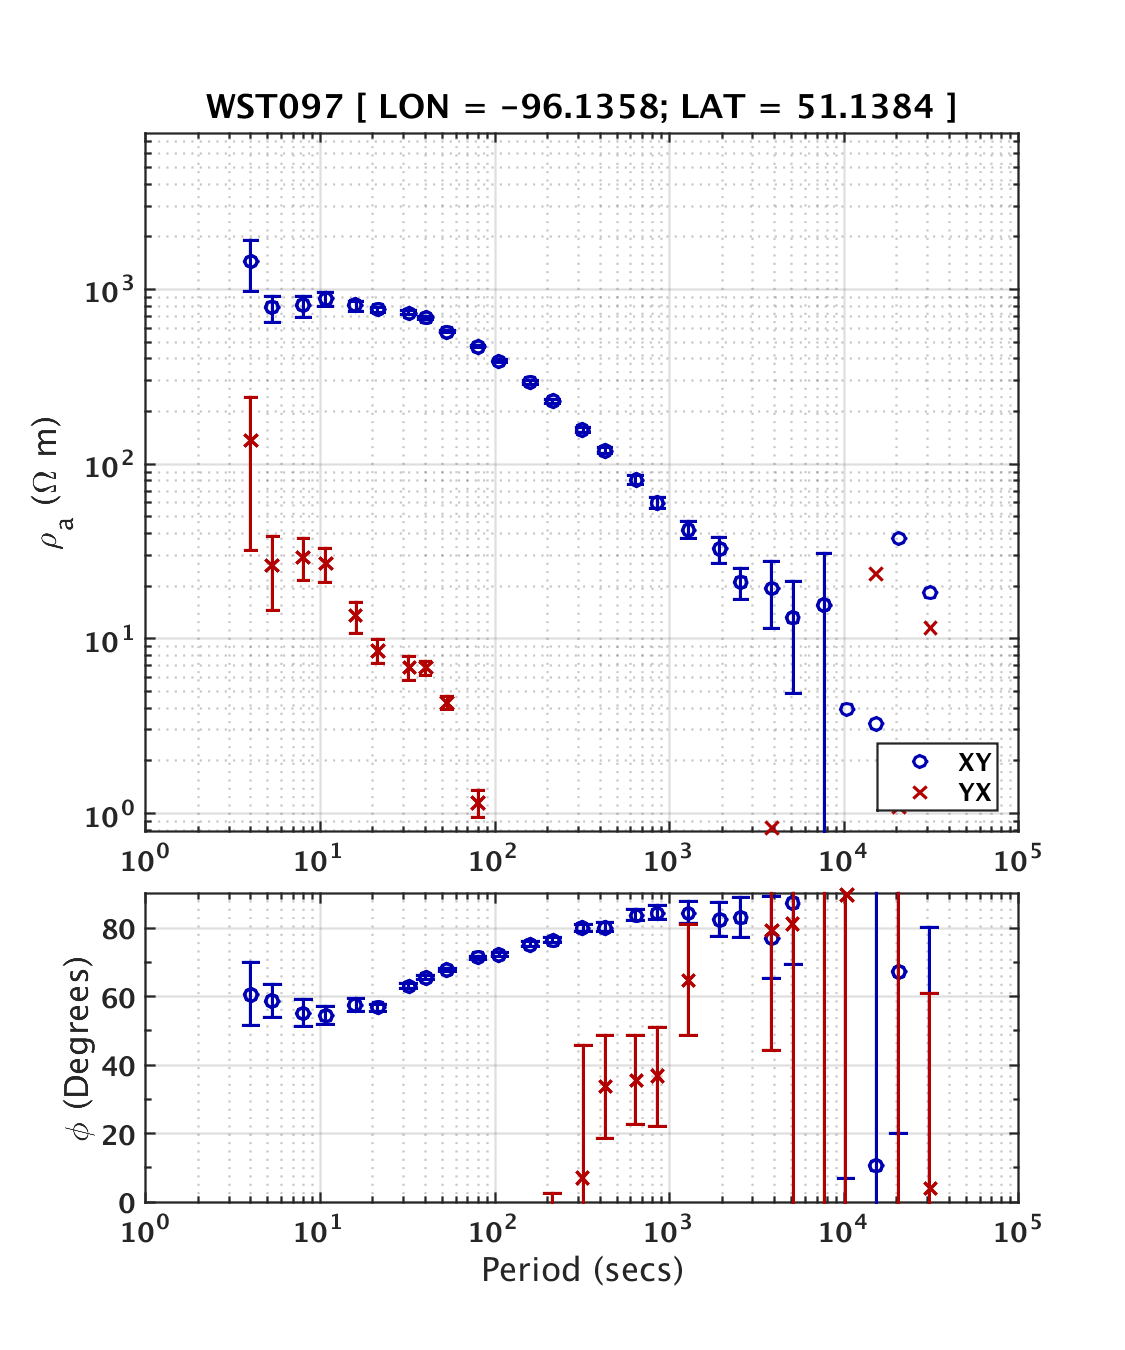 WST097 [ LON = −96.1358; LAT = 51.1384 ]
ρa (Ω m)
10^3
10^2
10^1
10^0
XY
YX
10^0 10^1 10^2 10^3 10^4 10^5
ϕ (Degrees)
80
60
40
20
0
10^0 10^1 10^2 10^3 10^4 10^5
Period (secs)